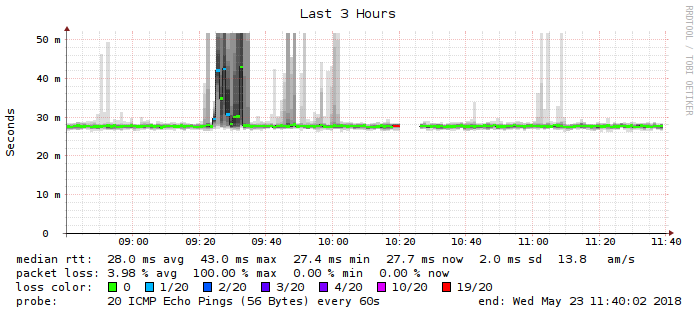 Last 3 Hours
RRDTOOL / TOBI OETIKER
Seconds
50 m
40 m
30 m
20 m
10 m
0
09:00 09:20 09:40 10:00 10:20 10:40 11:00 11:20 11:40
median rtt: 28.0 ms avg 43.0 ms max 27.4 ms min 27.7 ms now 2.0 ms sd 13.8 am/s
packet loss: 3.98 % avg 100.00 % max 0.00 % min 0.00 % now
loss color: 0 1/20 2/20 3/20 4/20 10/20 19/20
probe: 20 ICMP Echo Pings (56 Bytes) every 60s end: Wed May 23 11:40:02 2018